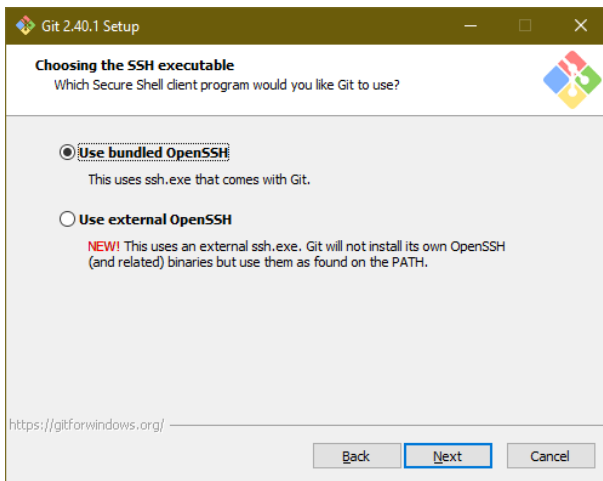 Git 2.40.1 Setup
Choosing the SSH executable
Which Secure Shell client program would you like Git to use?
Use bundled OpenSSH
This uses ssh.exe that comes with Git.
Use external OpenSSH
NEW! This uses an external ssh.exe. Git will not install its own OpenSSH
(and related) binaries but use them as found on the PATH.
https://gitforwindows.org/
Back Next Cancel